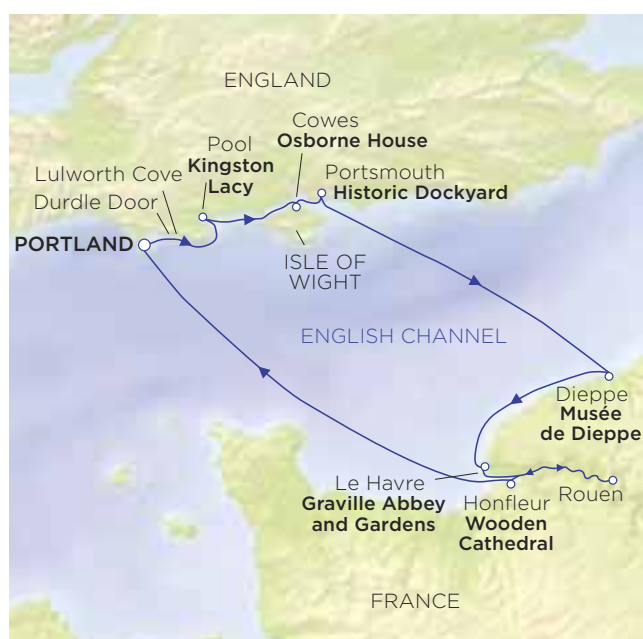 ENGLAND
Cowes
Osborne House
Pool
Kingston
Lacy
Portsmouth
Historic Dockyard
Lulworth Cove
Durdle Door
PORTLAND
ISLE OF
WIGHT
ENGLISH CHANNEL
Dieppe
Musée
de Dieppe
Le Havre
Graville Abbey
and Gardens
Honfleur
Wooden
Cathedral
Rouen
FRANCE